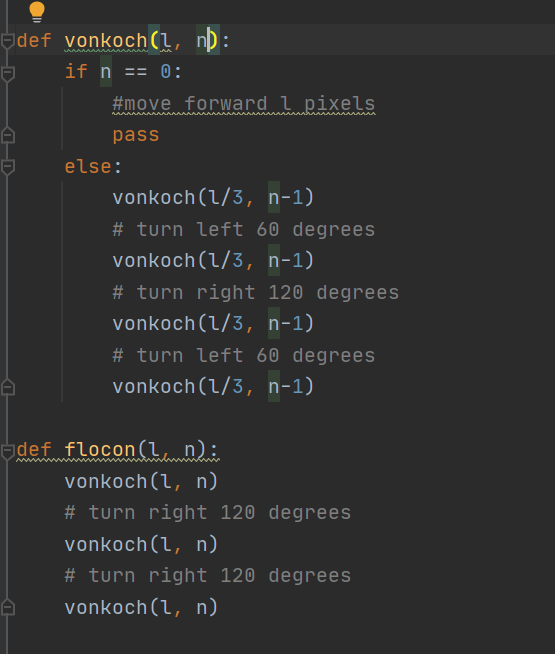 def vonkoch(l, n):
    if n == 0:
        #move forward l pixels
        pass
    else:
        vonkoch(l/3, n-1)
        # turn left 60 degrees
        vonkoch(l/3, n-1)
        # turn right 120 degrees
        vonkoch(l/3, n-1)
        # turn left 60 degrees
        vonkoch(l/3, n-1)

def flocon(l, n):
    vonkoch(l, n)
    # turn right 120 degrees
    vonkoch(l, n)
    # turn right 120 degrees
    vonkoch(l, n)